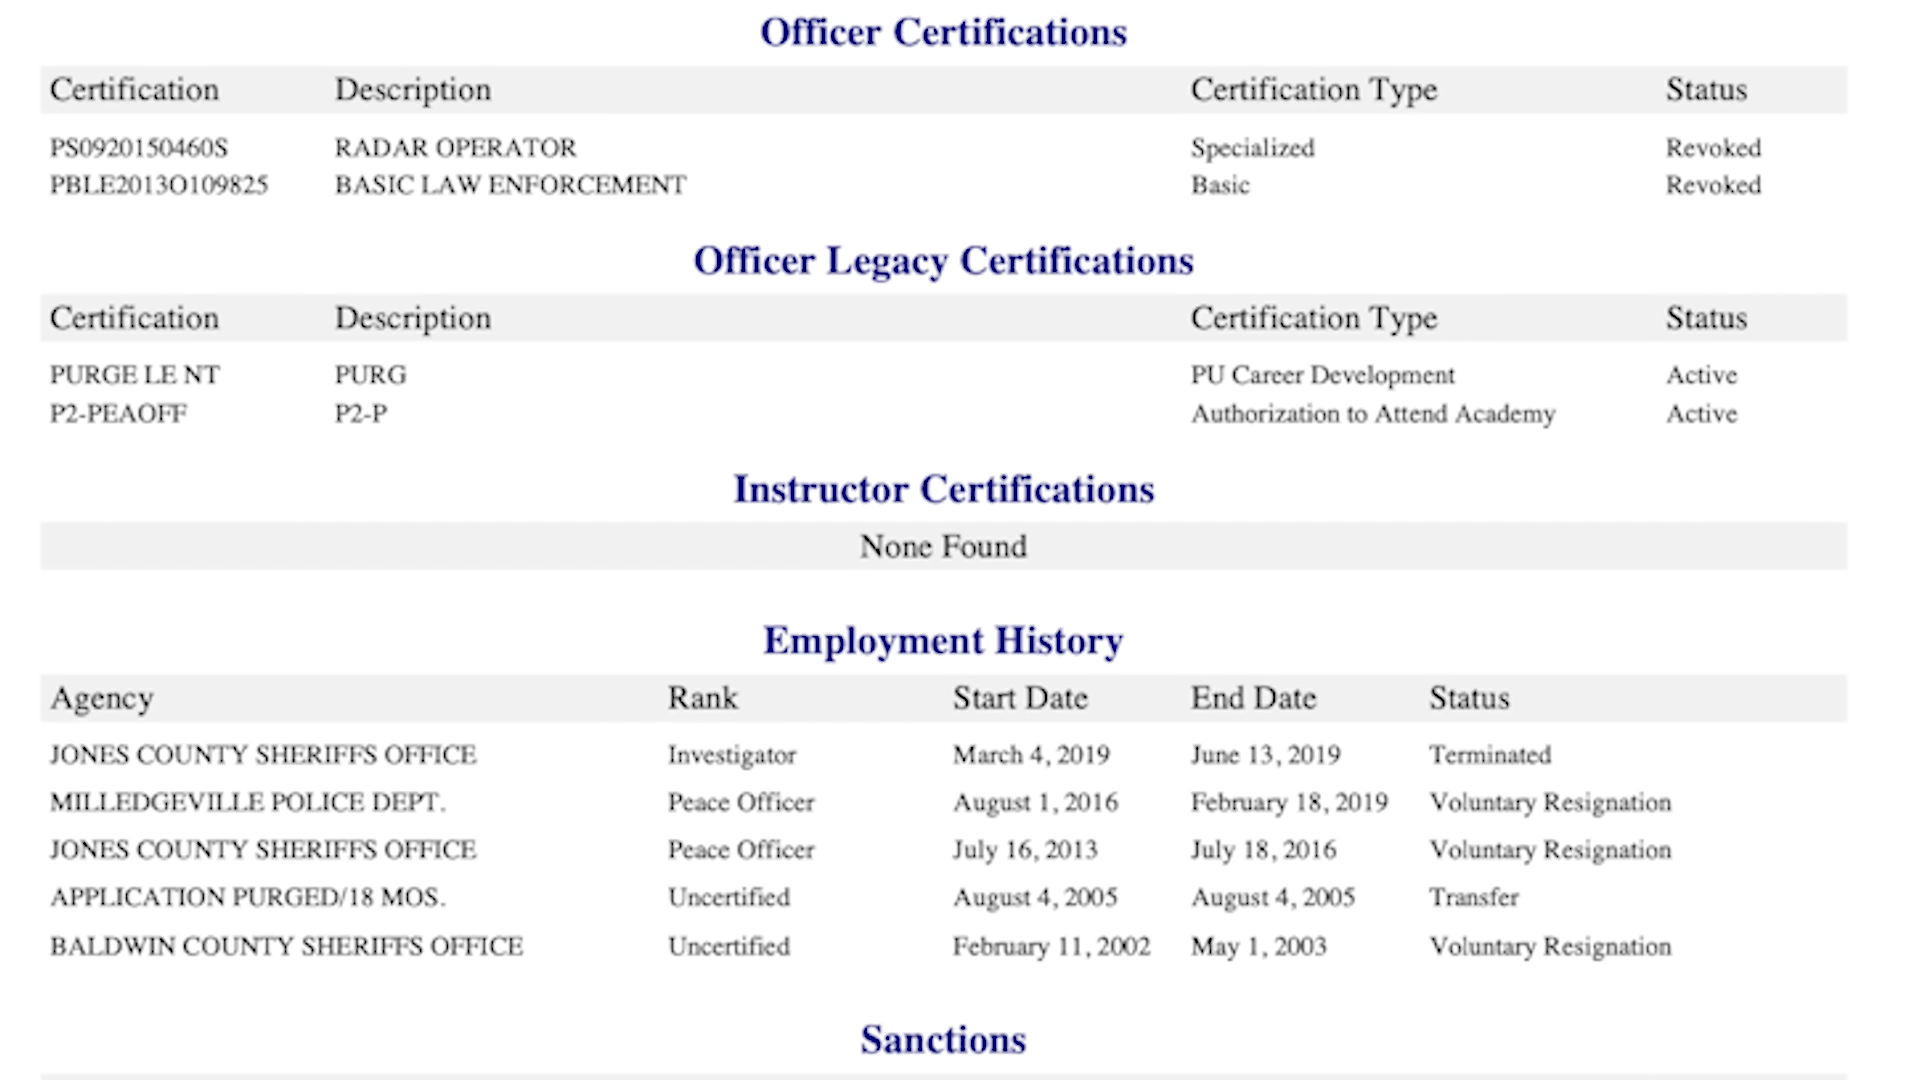 Officer Certifications
Certification Description Certification Type Status
PS0920150460S RADAR OPERATOR Specialized Revoked
PBLE2013O109825 BASIC LAW ENFORCEMENT Basic Revoked
Officer Legacy Certifications
Certification Description Certification Type Status
PURGE LE NT PURG PU Career Development Active
P2-PEAOFF P2-P Authorization to Attend Academy Active
Instructor Certifications
None Found
Employment History
Agency Rank Start Date End Date Status
JONES COUNTY SHERIFFS OFFICE Investigator March 4, 2019 June 13, 2019 Terminated
MILLEDGEVILLE POLICE DEPT. Peace Officer August 1, 2016 February 18, 2019 Voluntary Resignation
JONES COUNTY SHERIFFS OFFICE Peace Officer July 16, 2013 July 18, 2016 Voluntary Resignation
APPLICATION PURGED/18 MOS. Uncertified August 4, 2005 August 4, 2005 Transfer
BALDWIN COUNTY SHERIFFS OFFICE Uncertified February 11, 2002 May 1, 2003 Voluntary Resignation
Sanctions